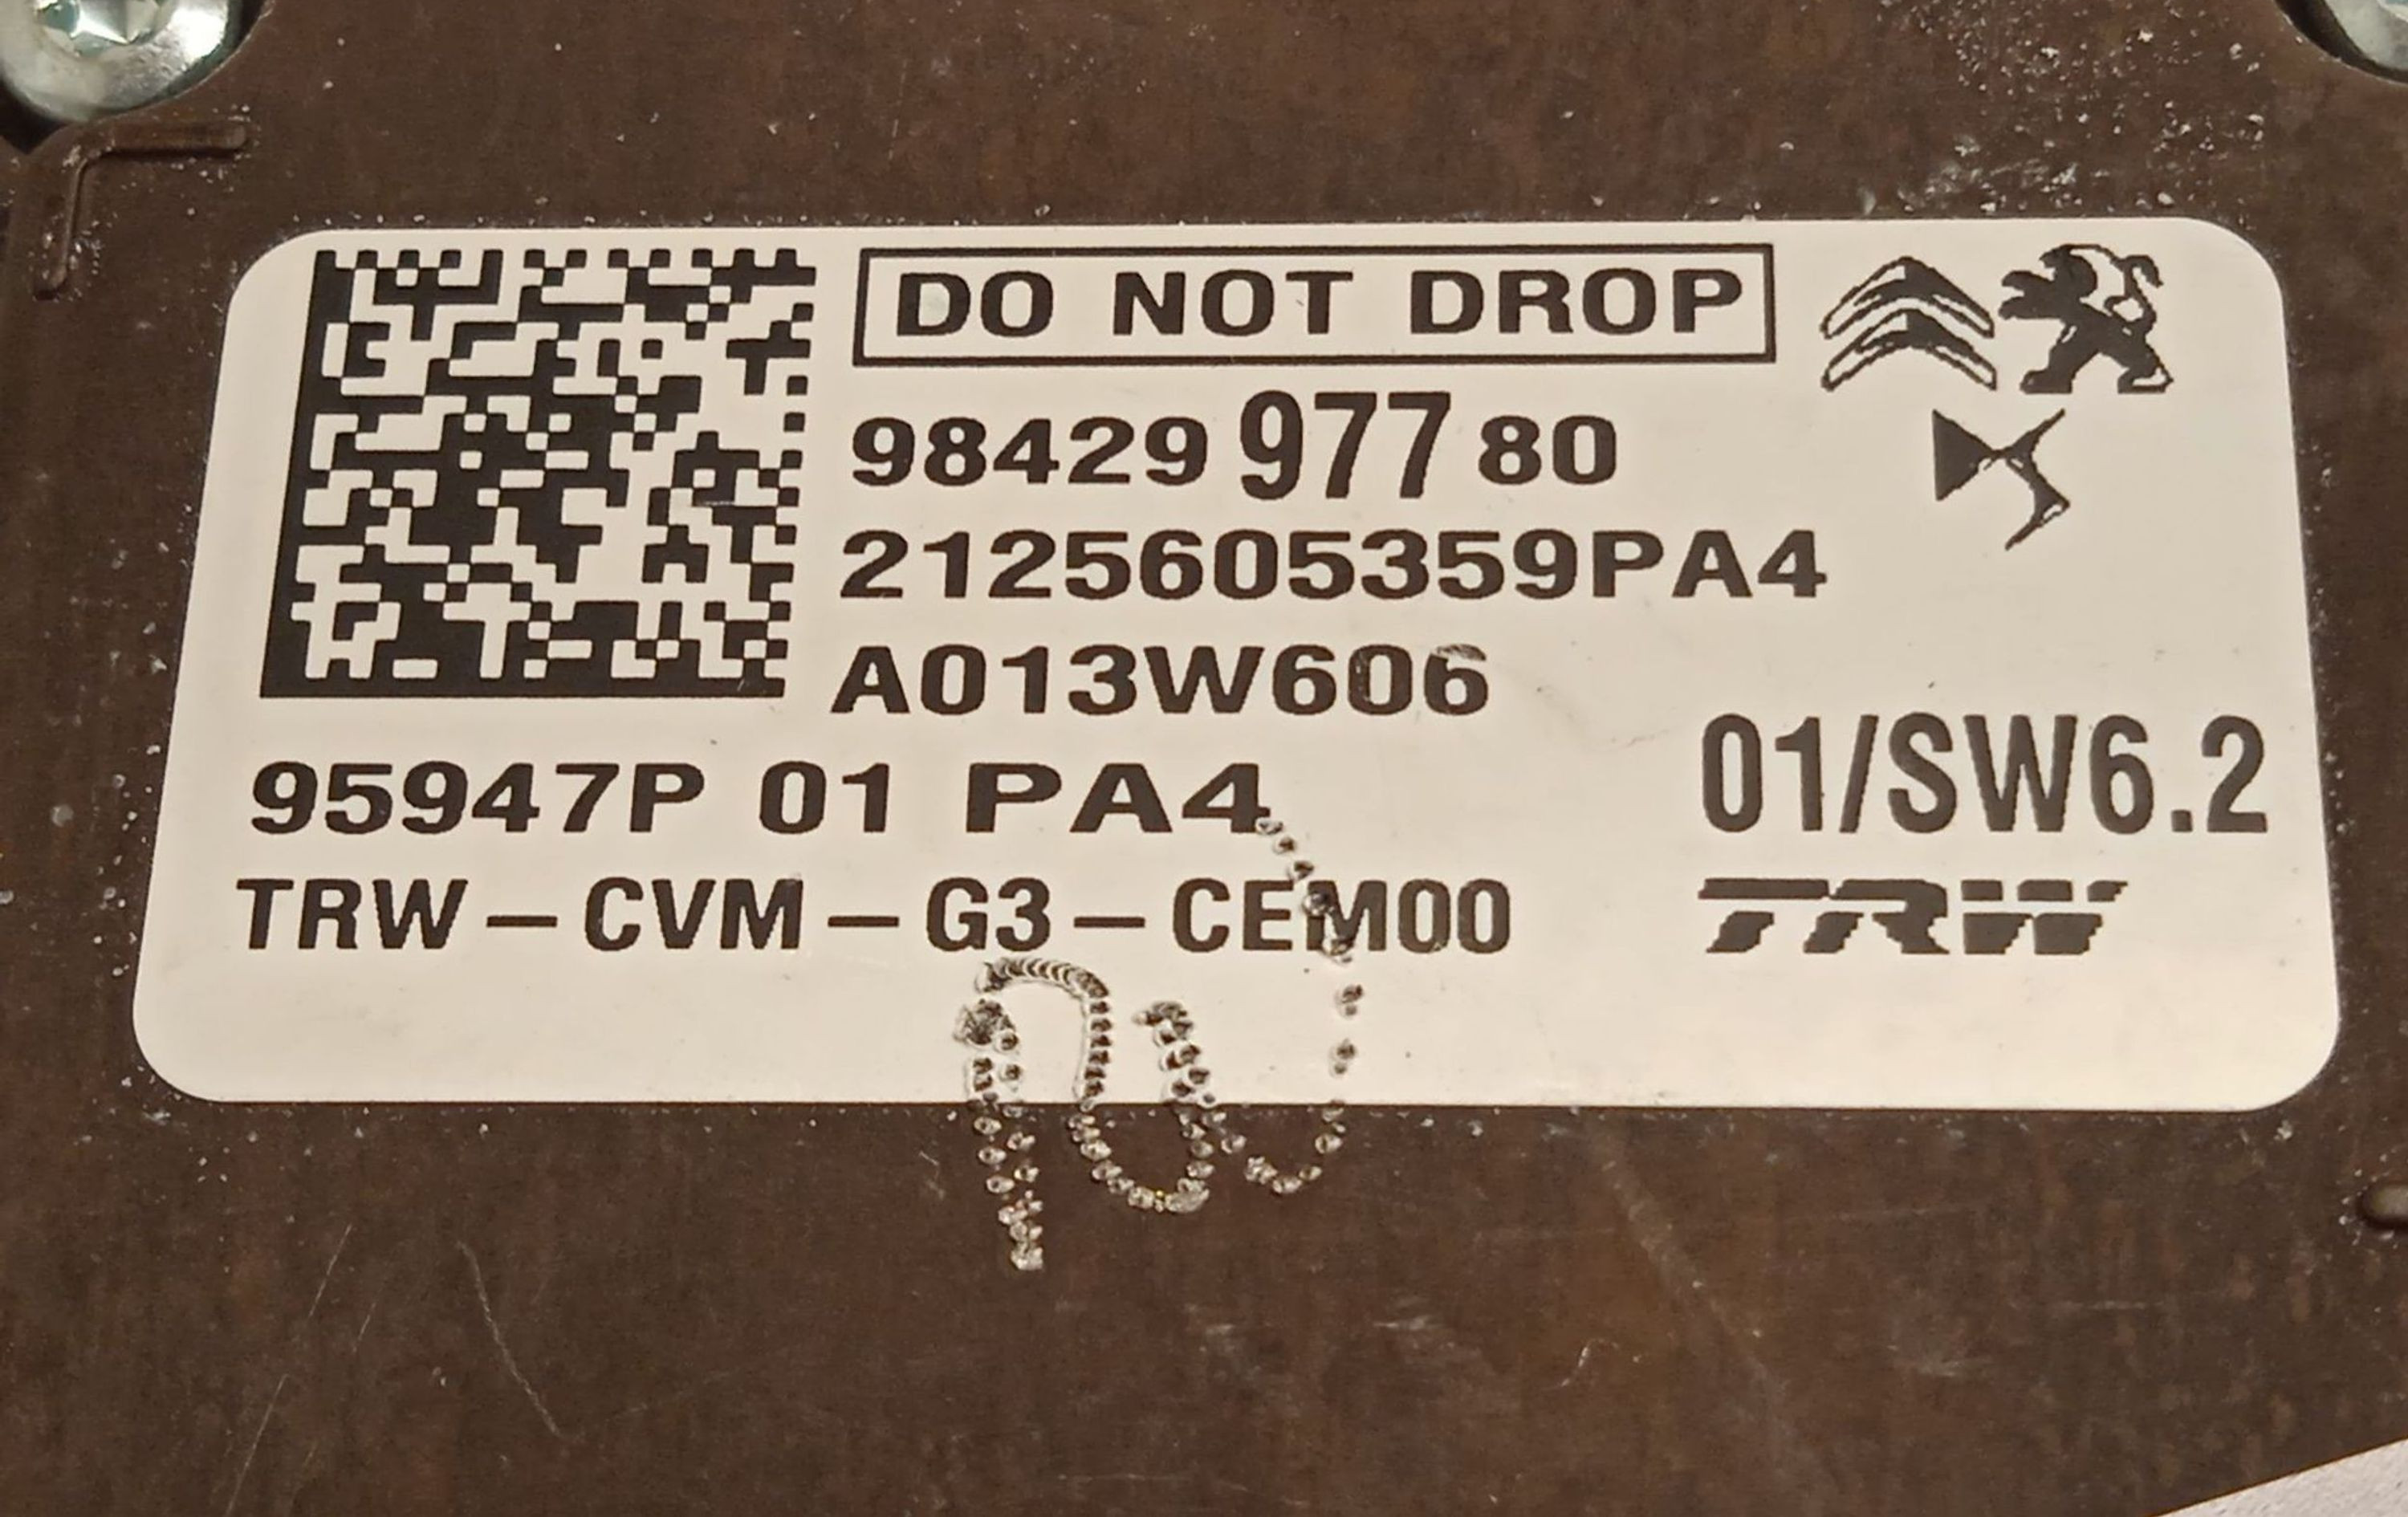 DO NOT DROP
98429 977 80
2125605359PA4
A013W606
95947P 01 PA4
01/SW6.2
TRW-CVM-G3-CEM00
TRW